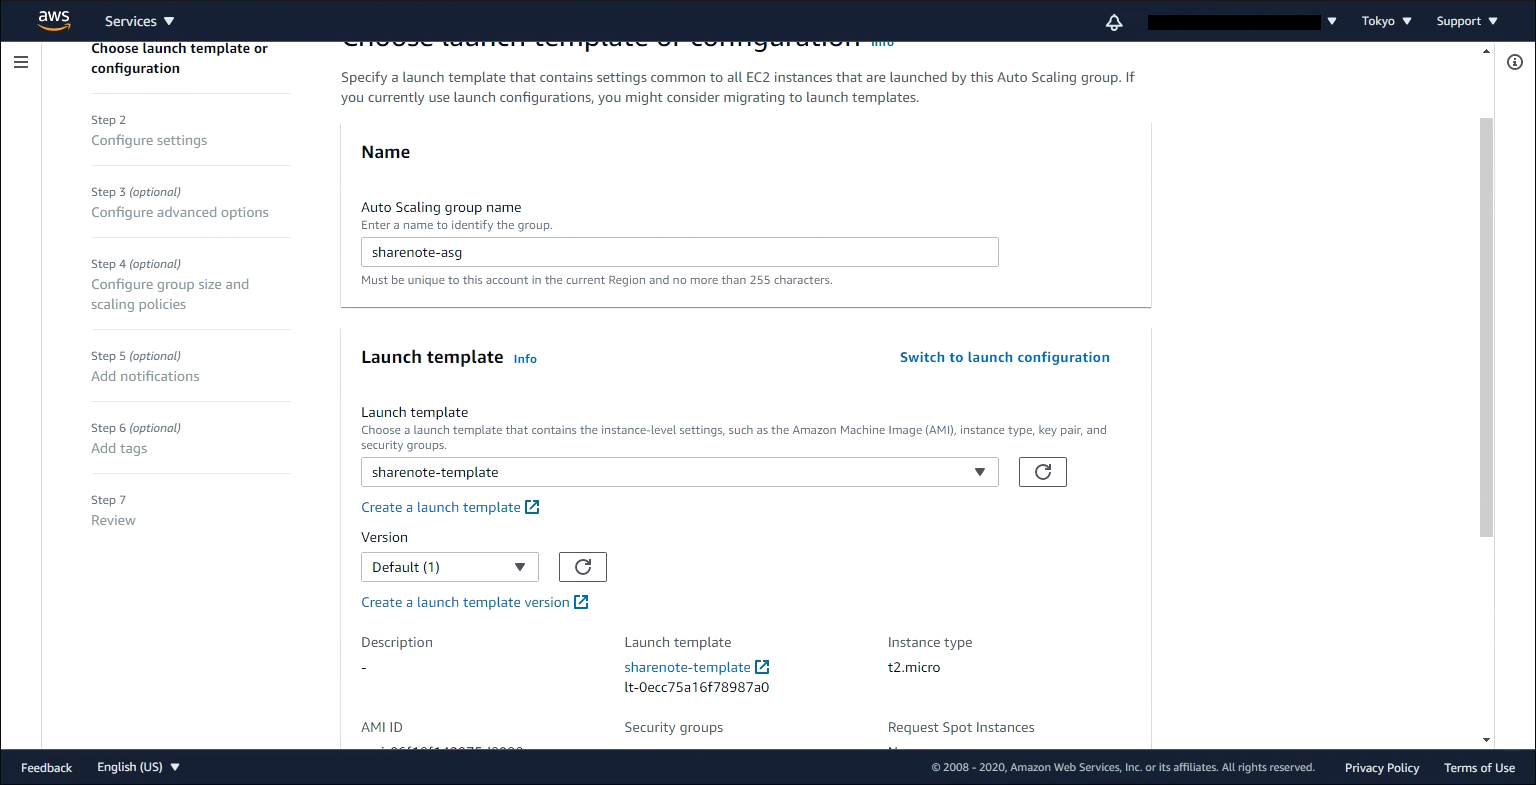 aws
Services
Tokyo
Support
Choose launch template or
configuration
Step 2
Configure settings
Step 3 (optional)
Configure advanced options
Step 4 (optional)
Configure group size and
scaling policies
Step 5 (optional)
Add notifications
Step 6 (optional)
Add tags
Step 7
Review
Choose launch template or configuration Info
Specify a launch template that contains settings common to all EC2 instances that are launched by this Auto Scaling group. If
you currently use launch configurations, you might consider migrating to launch templates.
Name
Auto Scaling group name
Enter a name to identify the group.
sharenote-asg
Must be unique to this account in the current Region and no more than 255 characters.
Launch template Info
Switch to launch configuration
Launch template
Choose a launch template that contains the instance-level settings, such as the Amazon Machine Image (AMI), instance type, key pair, and
security groups.
sharenote-template
Create a launch template
Version
Default (1)
Create a launch template version
Description
-
Launch template
sharenote-template
lt-0ecc75a16f78987a0
Instance type
t2.micro
AMI ID
Security groups
Request Spot Instances
Feedback
English (US)
© 2008 - 2020, Amazon Web Services, Inc. or its affiliates. All rights reserved.
Privacy Policy
Terms of Use